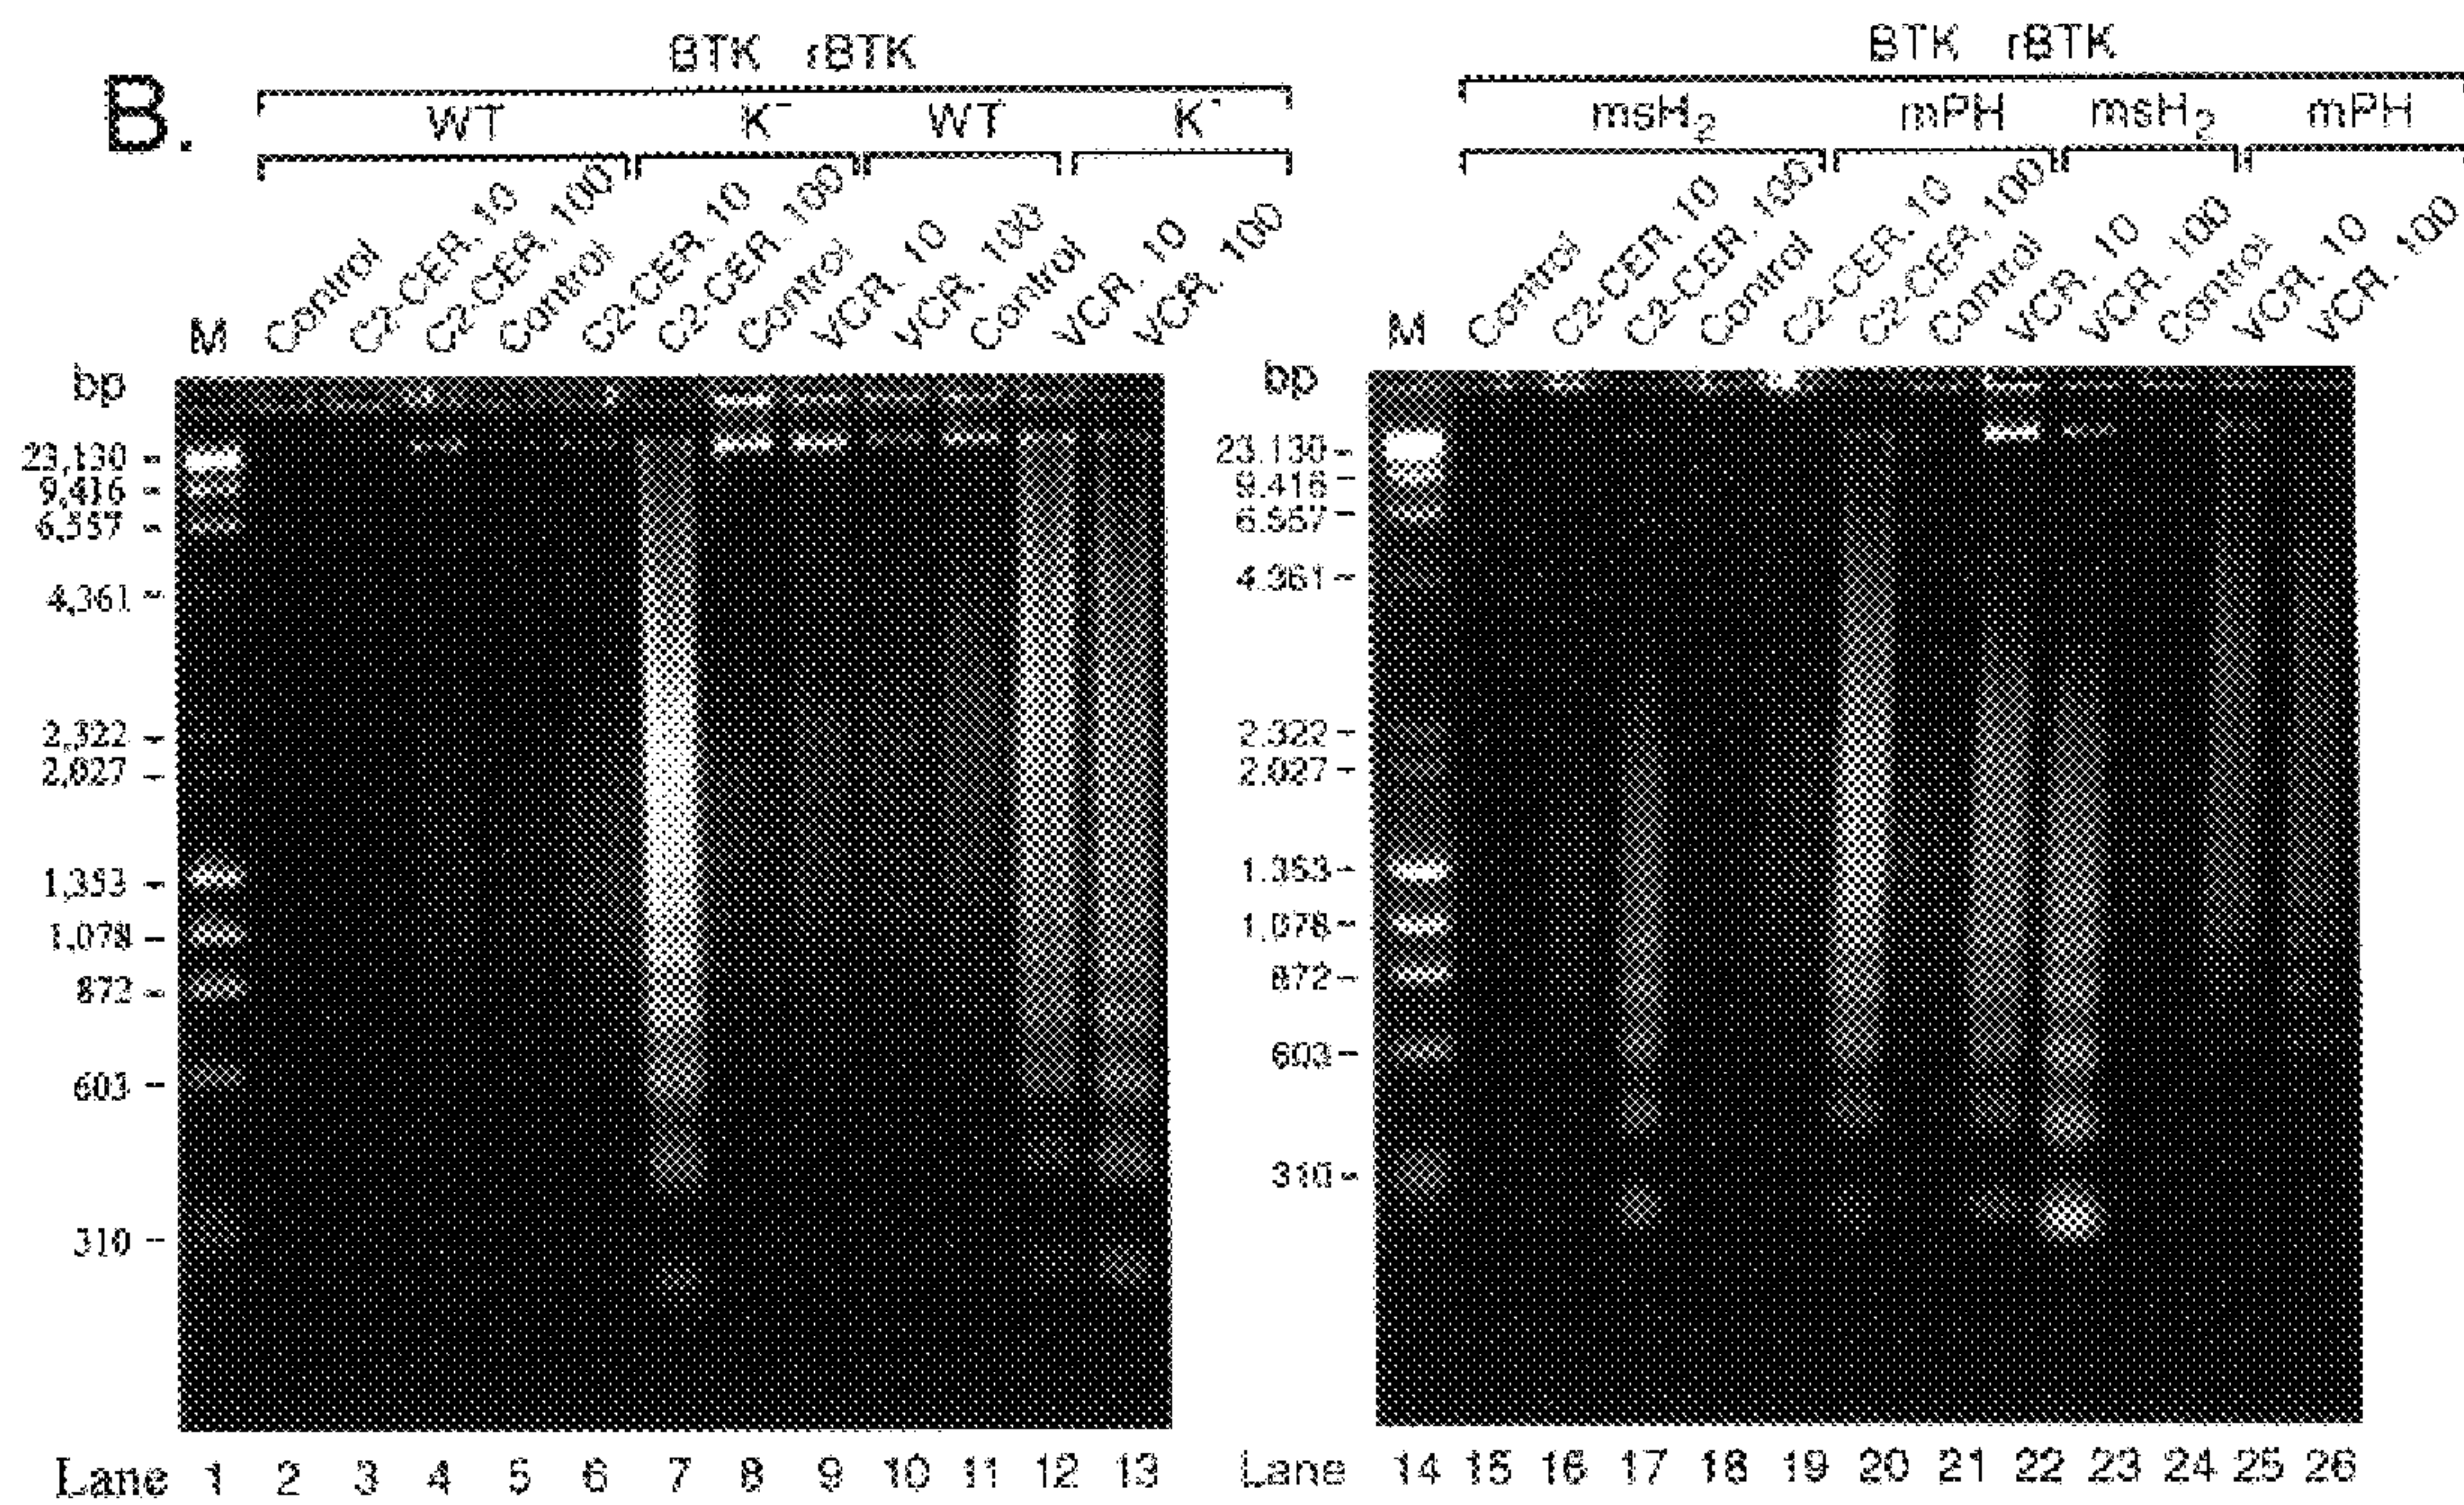 B.
BTK rBTK
WT K- WT K-
Control C2-CER, 10 C2-CER, 100 Control C2-CER, 10 C2-CER, 100 Control VCR, 10 VCR, 100 Control VCR, 10 VCR, 100
M
bp
23,130
9,416
6,557
4,361
2,322
2,027
1,353
1,078
872
603
310
Lane 1 2 3 4 5 6 7 8 9 10 11 12 13
BTK rBTK
msH2 mPH msH2 mPH
Control C2-CER, 10 C2-CER, 100 Control C2-CER, 10 C2-CER, 100 Control VCR, 10 VCR, 100 Control VCR, 10 VCR, 100
M
bp
23.130
9.416
6.557
4.361
2.322
2.027
1.353
1.078
872
603
310
Lane 14 15 16 17 18 19 20 21 22 23 24 25 26